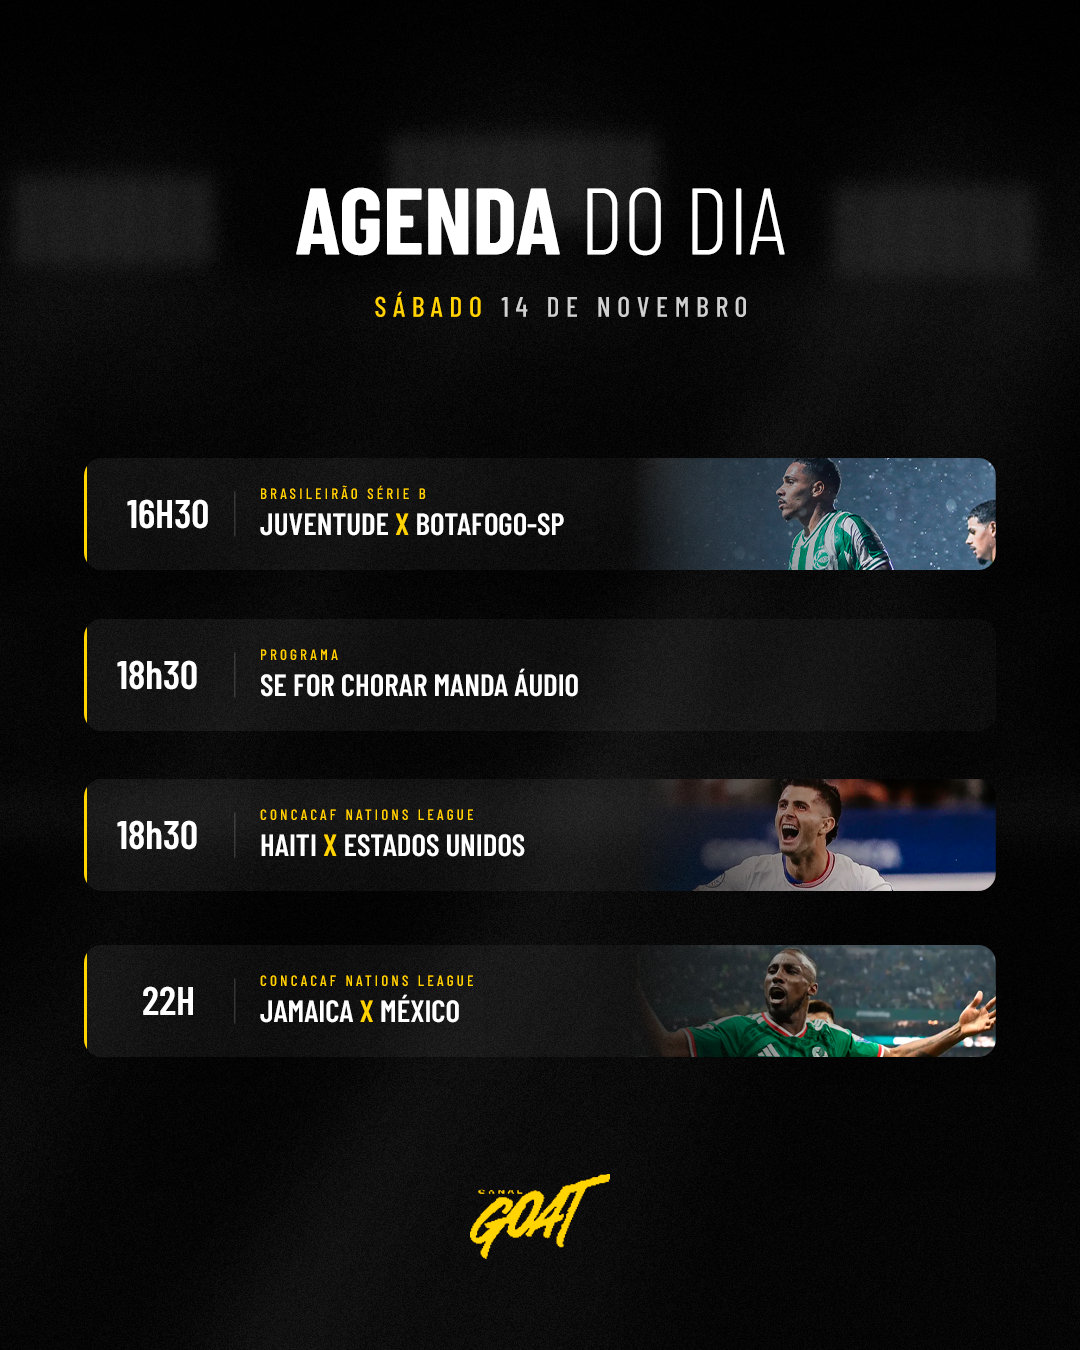 AGENDA DO DIA
SÁBADO 14 DE NOVEMBRO
16H30
BRASILEIRÃO SÉRIE B
JUVENTUDE X BOTAFOGO-SP
18h30
PROGRAMA
SE FOR CHORAR MANDA ÁUDIO
18h30
CONCACAF NATIONS LEAGUE
HAITI X ESTADOS UNIDOS
22H
CONCACAF NATIONS LEAGUE
JAMAICA X MÉXICO
CANAL
GOAT